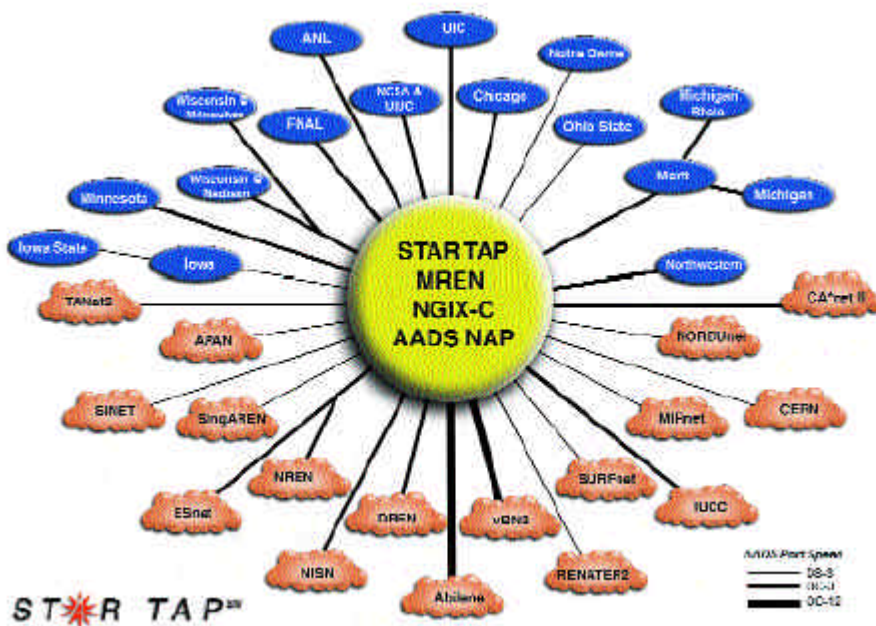 ANL
UIC
Notre Dame
Wisconsin @
Milwaukee
NCSA &
UIUC
Chicago
Michigan
FNAL
Ohio State
Merit
Wisconsin @
Madison
Minnesota
Michigan
Iowa State
Iowa
Northwestern
STAR TAP
MREN
NGIX-C
AADS NAP
TANet2
CA*net II
APAN
NORDUnet
SINET
SingAREN
MIRnet
CERN
NREN
SURFnet
ESnet
DREN
vBNS
IUCC
NISN
Abilene
RENATER2
AADS Port Speed
DS-3
OC-3
OC-12
STAR TAP